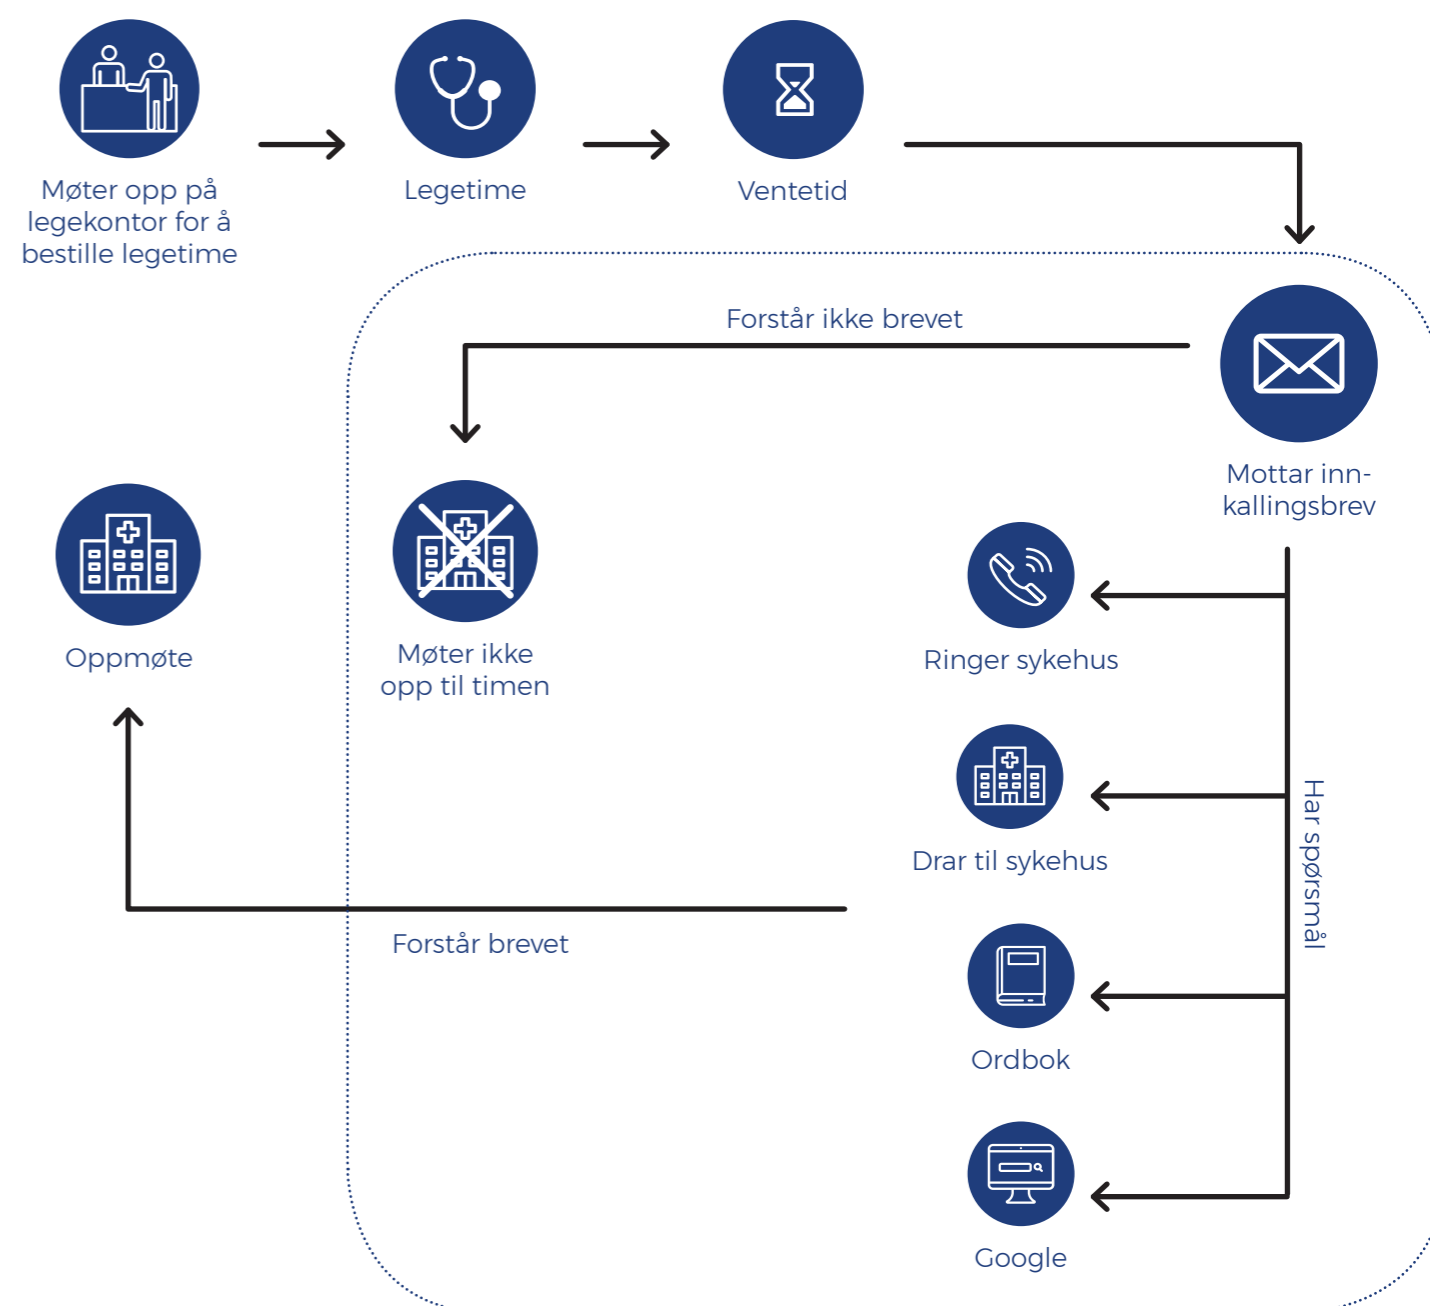 Møter opp på
legekontor for å
bestille legetime
Legetime
Ventetid
Forstår ikke brevet
Mottar inn-
kallingsbrev
Oppmøte
Møter ikke
opp til timen
Ringer sykehus
Drar til sykehus
Har spørsmål
Forstår brevet
Ordbok
Google